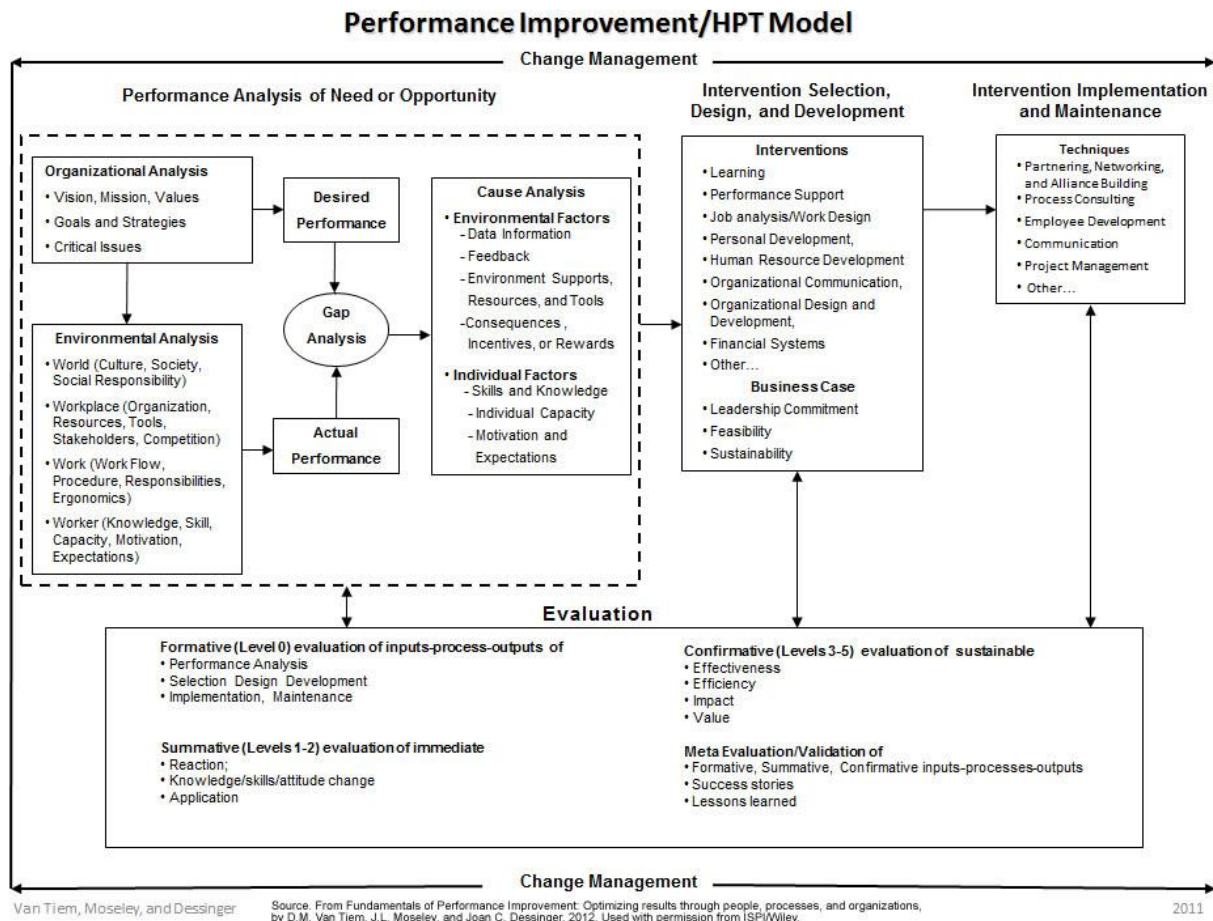 Performance Improvement/HPT Model
Change Management
Performance Analysis of Need or Opportunity
Organizational Analysis
• Vision, Mission, Values
• Goals and Strategies
• Critical Issues
Desired
Performance
Environmental Analysis
• World (Culture, Society,
Social Responsibility)
• Workplace (Organization,
Resources, Tools,
Stakeholders, Competition)
• Work (Work Flow,
Procedure, Responsibilities,
Ergonomics)
• Worker (Knowledge, Skill,
Capacity, Motivation,
Expectations)
Gap
Analysis
Actual
Performance
Cause Analysis
• Environmental Factors
- Data Information
- Feedback
- Environment Supports,
Resources, and Tools
- Consequences ,
Incentives, or Rewards
• Individual Factors
- Skills and Knowledge
- Individual Capacity
- Motivation and
Expectations
Intervention Selection,
Design, and Development
Interventions
• Learning
• Performance Support
• Job analysis/Work Design
• Personal Development,
• Human Resource Development
• Organizational Communication,
• Organizational Design and
Development,
• Financial Systems
• Other...
Business Case
• Leadership Commitment
• Feasibility
• Sustainability
Intervention Implementation
and Maintenance
Techniques
• Partnering, Networking,
and Alliance Building
• Process Consulting
• Employee Development
• Communication
• Project Management
• Other...
Evaluation
Formative (Level 0) evaluation of inputs-process-outputs of
• Performance Analysis
• Selection Design Development
• Implementation, Maintenance
Summative (Levels 1-2) evaluation of immediate
• Reaction;
• Knowledge/skills/attitude change
• Application
Confirmative (Levels 3-5) evaluation of sustainable
• Effectiveness
• Efficiency
• Impact
• Value
Meta Evaluation/Validation of
• Formative, Summative, Confirmative inputs-processes-outputs
• Success stories
• Lessons learned
Change Management
Van Tiem, Moseley, and Dessinger
Source. From Fundamentals of Performance Improvement: Optimizing results through people, processes, and organizations,
by D.M. Van Tiem, J.L. Moseley, and Joan C. Dessinger. 2012. Used with permission from ISPI/Wiley.
2011